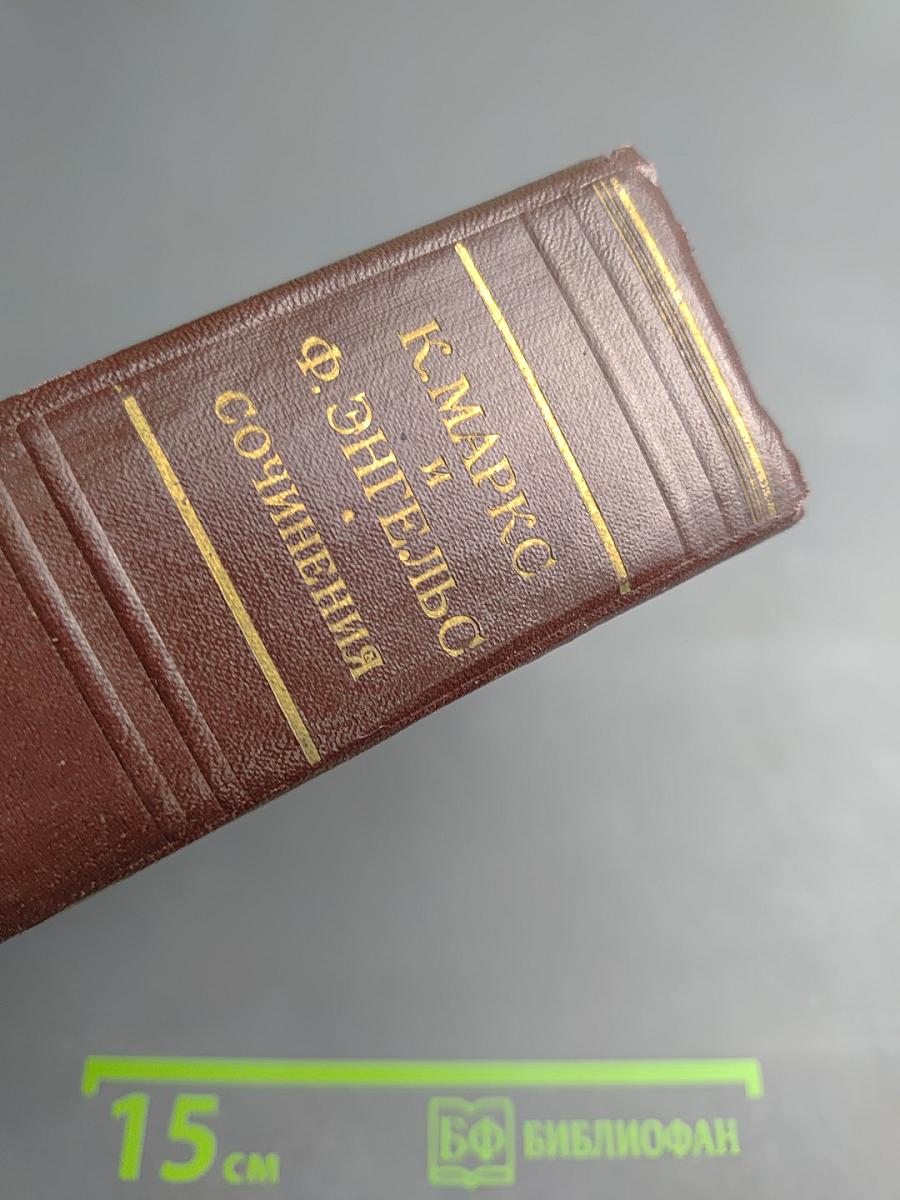 К. МАРКС
и
Ф. ЭНГЕЛЬС
СОЧИНЕНИЯ
15 см
БФ БИБЛИОФАН